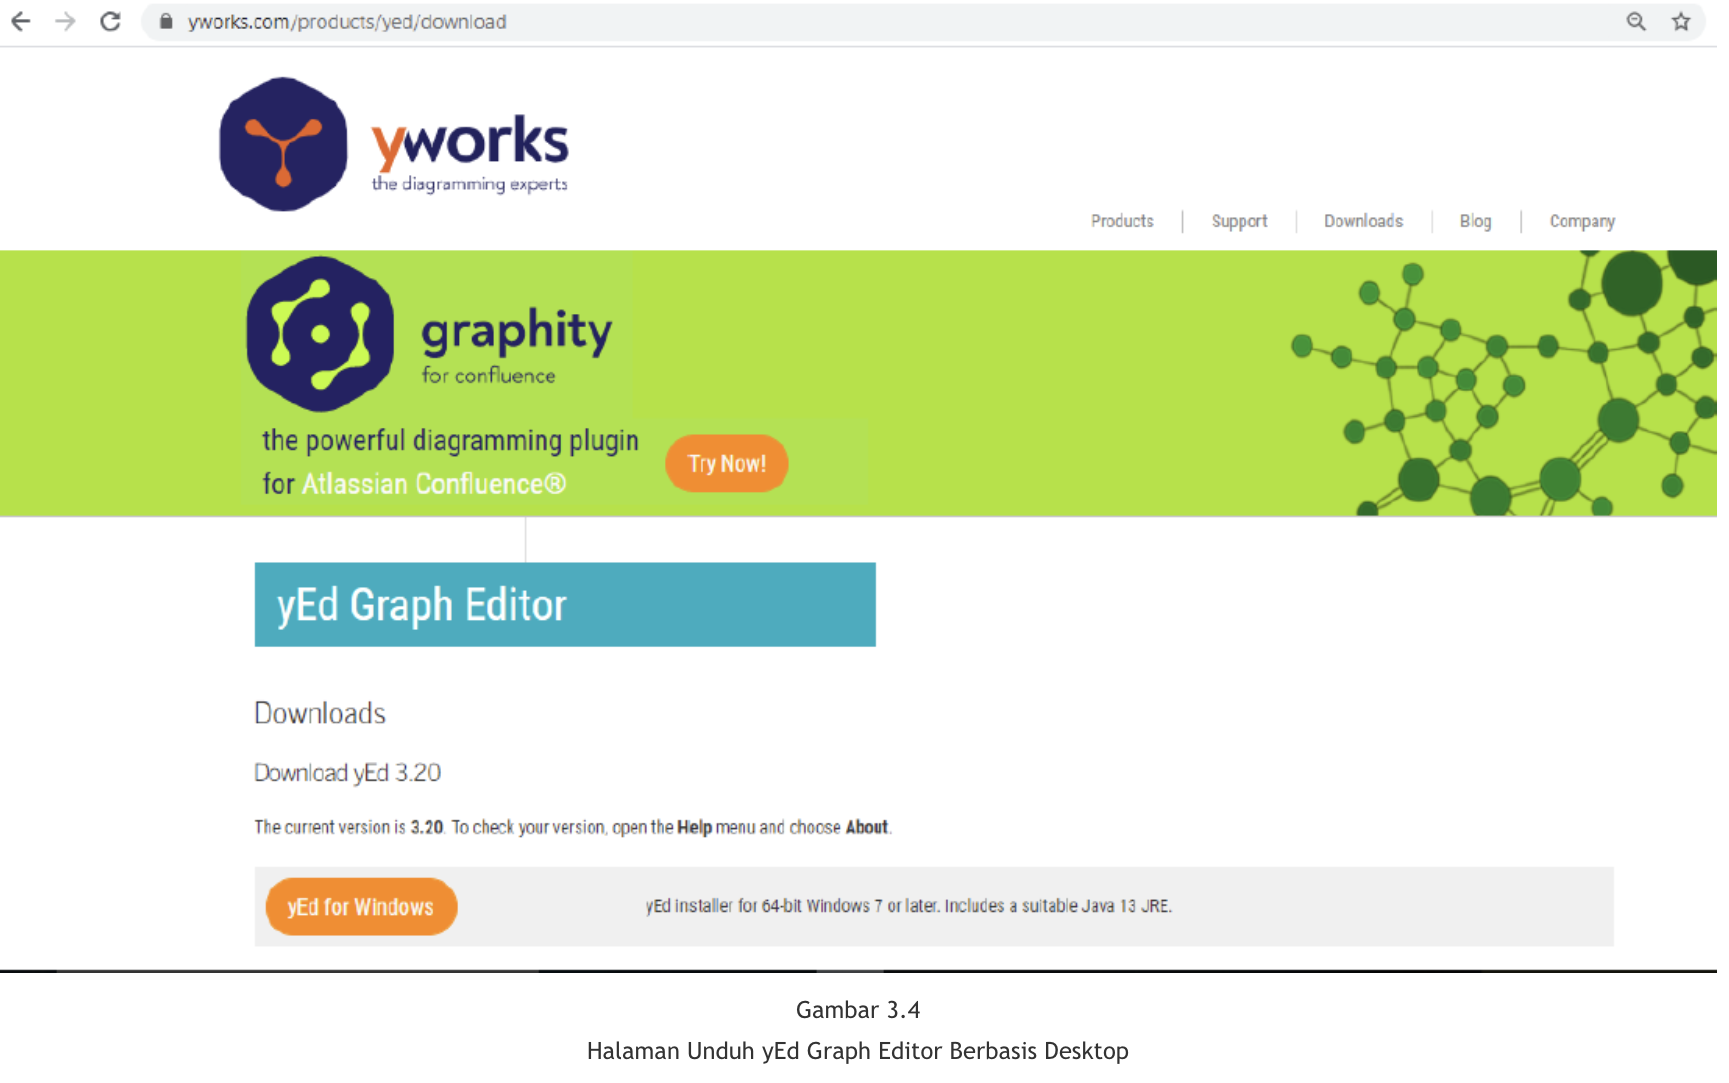 yworks.com/products/yed/download
yworks
the diagramming experts
Products | Support | Downloads | Blog | Company
graphity
for confluence
the powerful diagramming plugin
for Atlassian Confluence®
Try Now!
yEd Graph Editor
Downloads
Download yEd 3.20
The current version is 3.20. To check your version, open the Help menu and choose About.
yEd for Windows
yEd installer for 64-bit Windows 7 or later. Includes a suitable Java 13 JRE.
Gambar 3.4
Halaman Unduh yEd Graph Editor Berbasis Desktop